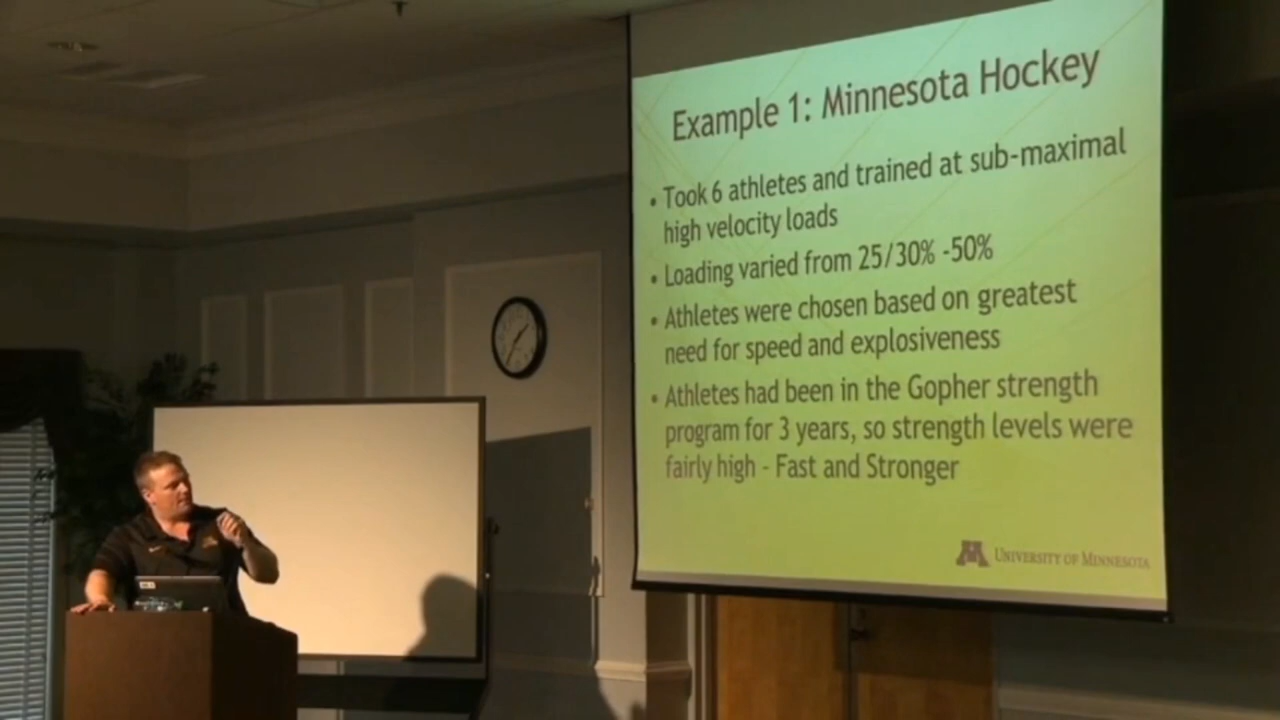 Example 1: Minnesota Hockey
• Took 6 athletes and trained at sub-maximal
high velocity loads
• Loading varied from 25/30% -50%
• Athletes were chosen based on greatest
need for speed and explosiveness
• Athletes had been in the Gopher strength
program for 3 years, so strength levels were
fairly high - Fast and Stronger
M UNIVERSITY OF MINNESOTA